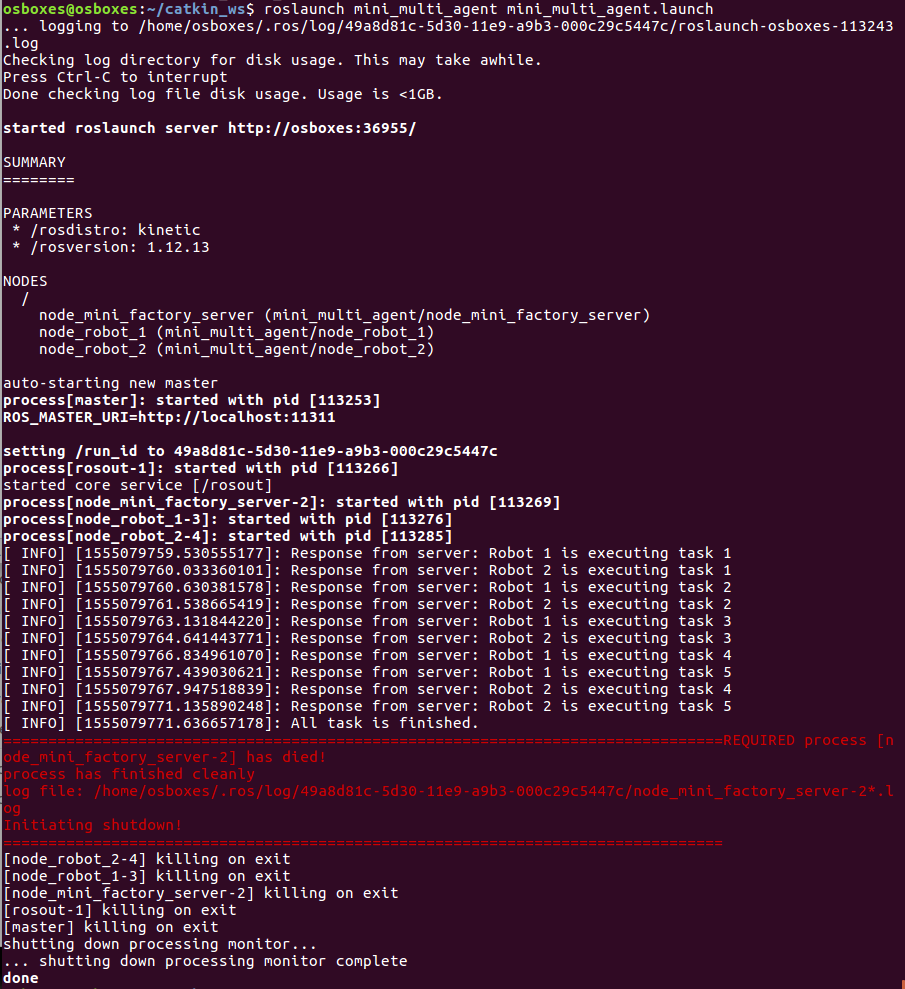 osboxes@osboxes:~/catkin_ws$ roslaunch mini_multi_agent mini_multi_agent.launch
... logging to /home/osboxes/.ros/log/49a8d81c-5d30-11e9-a9b3-000c29c5447c/roslaunch-osboxes-113243
.log
Checking log directory for disk usage. This may take awhile.
Press Ctrl-C to interrupt
Done checking log file disk usage. Usage is <1GB.
started roslaunch server http://osboxes:36955/
SUMMARY
========
PARAMETERS
 * /rosdistro: kinetic
 * /rosversion: 1.12.13
NODES
  /
    node_mini_factory_server (mini_multi_agent/node_mini_factory_server)
    node_robot_1 (mini_multi_agent/node_robot_1)
    node_robot_2 (mini_multi_agent/node_robot_2)
auto-starting new master
process[master]: started with pid [113253]
ROS_MASTER_URI=http://localhost:11311
setting /run_id to 49a8d81c-5d30-11e9-a9b3-000c29c5447c
process[rosout-1]: started with pid [113266]
started core service [/rosout]
process[node_mini_factory_server-2]: started with pid [113269]
process[node_robot_1-3]: started with pid [113276]
process[node_robot_2-4]: started with pid [113285]
[ INFO] [1555079759.530555177]: Response from server: Robot 1 is executing task 1
[ INFO] [1555079760.033360101]: Response from server: Robot 2 is executing task 1
[ INFO] [1555079760.630381578]: Response from server: Robot 1 is executing task 2
[ INFO] [1555079761.538665419]: Response from server: Robot 2 is executing task 2
[ INFO] [1555079763.131844220]: Response from server: Robot 1 is executing task 3
[ INFO] [1555079764.641443771]: Response from server: Robot 2 is executing task 3
[ INFO] [1555079766.834961070]: Response from server: Robot 1 is executing task 4
[ INFO] [1555079767.439030621]: Response from server: Robot 1 is executing task 5
[ INFO] [1555079767.947518839]: Response from server: Robot 2 is executing task 4
[ INFO] [1555079771.135890248]: Response from server: Robot 2 is executing task 5
[ INFO] [1555079771.636657178]: All task is finished.
================================================================================REQUIRED process [n
ode_mini_factory_server-2] has died!
process has finished cleanly
log file: /home/osboxes/.ros/log/49a8d81c-5d30-11e9-a9b3-000c29c5447c/node_mini_factory_server-2*.l
og
Initiating shutdown!
================================================================================
[node_robot_2-4] killing on exit
[node_robot_1-3] killing on exit
[node_mini_factory_server-2] killing on exit
[rosout-1] killing on exit
[master] killing on exit
shutting down processing monitor...
... shutting down processing monitor complete
done